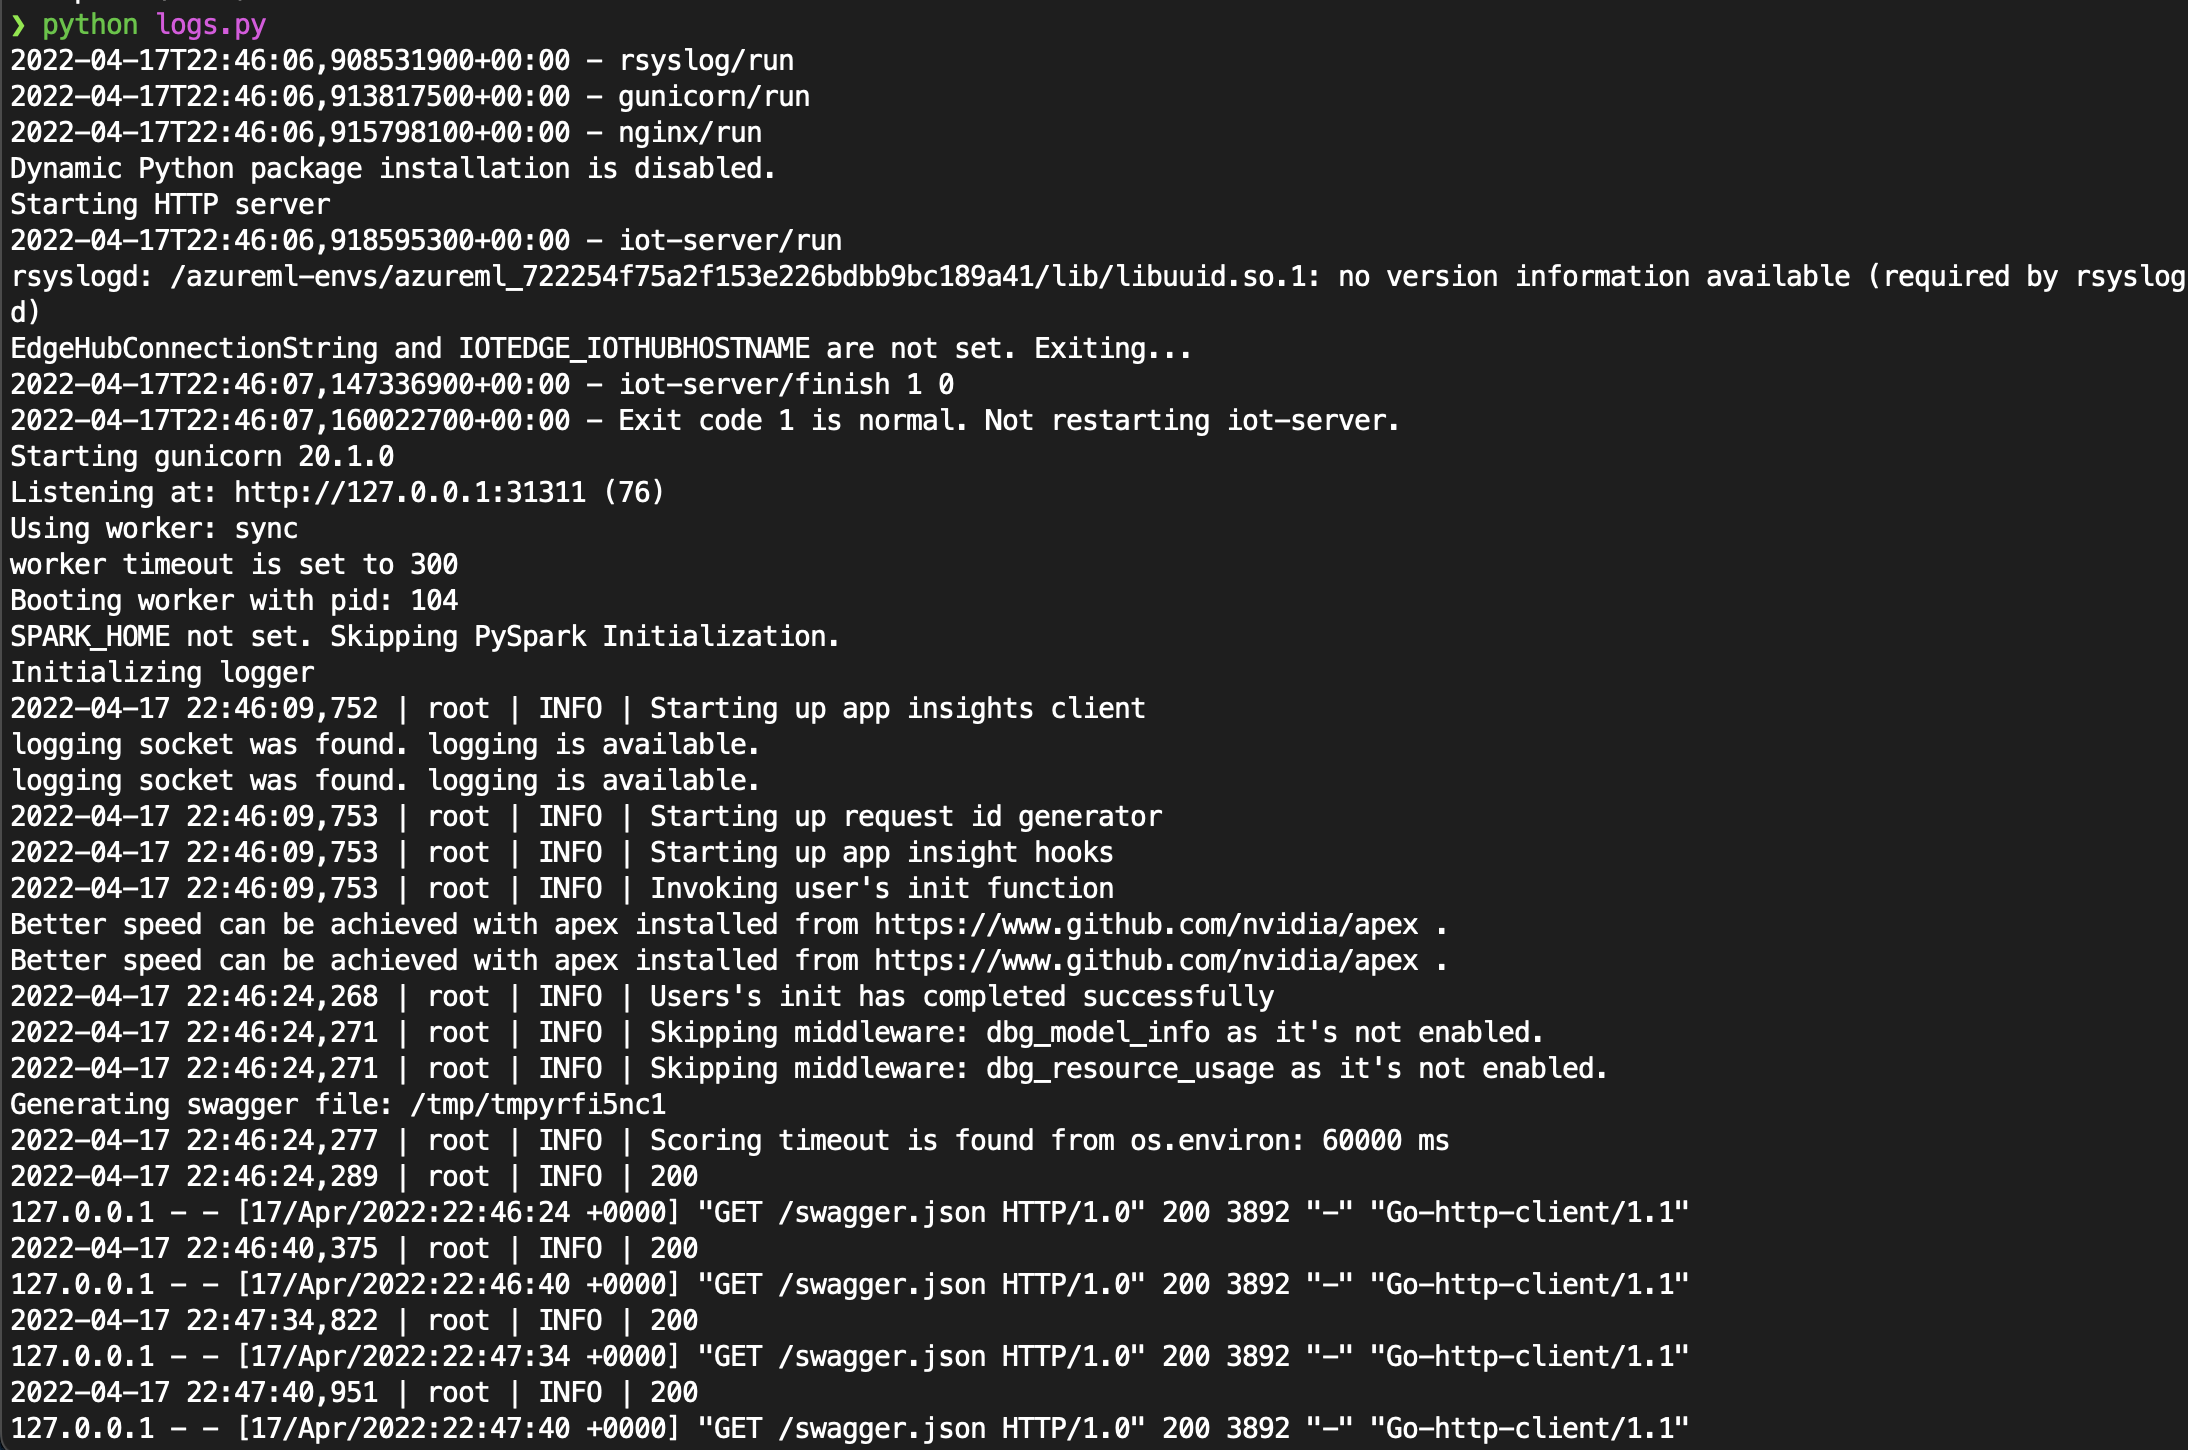 ❯ python logs.py
2022-04-17T22:46:06,908531900+00:00 - rsyslog/run
2022-04-17T22:46:06,913817500+00:00 - gunicorn/run
2022-04-17T22:46:06,915798100+00:00 - nginx/run
Dynamic Python package installation is disabled.
Starting HTTP server
2022-04-17T22:46:06,918595300+00:00 - iot-server/run
rsyslogd: /azureml-envs/azureml_722254f75a2f153e226bdbb9bc189a41/lib/libuuid.so.1: no version information available (required by rsyslog
d)
EdgeHubConnectionString and IOTEDGE_IOTHUBHOSTNAME are not set. Exiting...
2022-04-17T22:46:07,147336900+00:00 - iot-server/finish 1 0
2022-04-17T22:46:07,160022700+00:00 - Exit code 1 is normal. Not restarting iot-server.
Starting gunicorn 20.1.0
Listening at: http://127.0.0.1:31311 (76)
Using worker: sync
worker timeout is set to 300
Booting worker with pid: 104
SPARK_HOME not set. Skipping PySpark Initialization.
Initializing logger
2022-04-17 22:46:09,752 | root | INFO | Starting up app insights client
logging socket was found. logging is available.
logging socket was found. logging is available.
2022-04-17 22:46:09,753 | root | INFO | Starting up request id generator
2022-04-17 22:46:09,753 | root | INFO | Starting up app insight hooks
2022-04-17 22:46:09,753 | root | INFO | Invoking user's init function
Better speed can be achieved with apex installed from https://www.github.com/nvidia/apex .
Better speed can be achieved with apex installed from https://www.github.com/nvidia/apex .
2022-04-17 22:46:24,268 | root | INFO | Users's init has completed successfully
2022-04-17 22:46:24,271 | root | INFO | Skipping middleware: dbg_model_info as it's not enabled.
2022-04-17 22:46:24,271 | root | INFO | Skipping middleware: dbg_resource_usage as it's not enabled.
Generating swagger file: /tmp/tmpyrfi5nc1
2022-04-17 22:46:24,277 | root | INFO | Scoring timeout is found from os.environ: 60000 ms
2022-04-17 22:46:24,289 | root | INFO | 200
127.0.0.1 - - [17/Apr/2022:22:46:24 +0000] "GET /swagger.json HTTP/1.0" 200 3892 "-" "Go-http-client/1.1"
2022-04-17 22:46:40,375 | root | INFO | 200
127.0.0.1 - - [17/Apr/2022:22:46:40 +0000] "GET /swagger.json HTTP/1.0" 200 3892 "-" "Go-http-client/1.1"
2022-04-17 22:47:34,822 | root | INFO | 200
127.0.0.1 - - [17/Apr/2022:22:47:34 +0000] "GET /swagger.json HTTP/1.0" 200 3892 "-" "Go-http-client/1.1"
2022-04-17 22:47:40,951 | root | INFO | 200
127.0.0.1 - - [17/Apr/2022:22:47:40 +0000] "GET /swagger.json HTTP/1.0" 200 3892 "-" "Go-http-client/1.1"